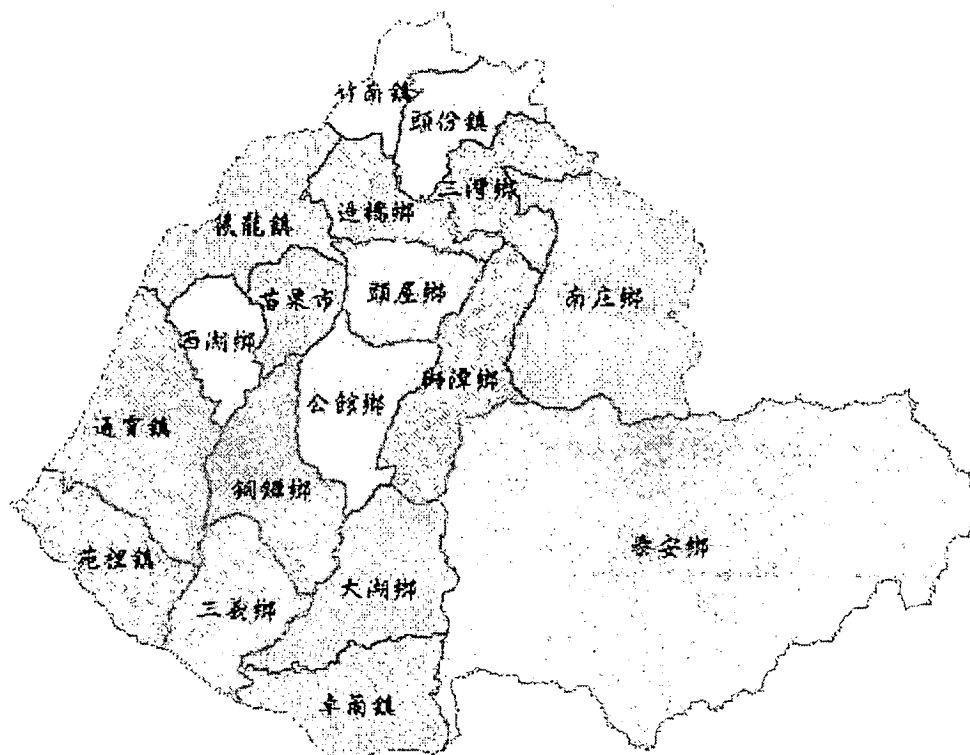 竹南鎮
頭份鎮
三灣鄉
造橋鄉
後龍鎮
苗栗市
頭屋鄉
南庄鄉
西湖鄉
獅潭鄉
公館鄉
通霄鎮
銅鑼鄉
泰安鄉
苑裡鎮
大湖鄉
三義鄉
卓蘭鎮